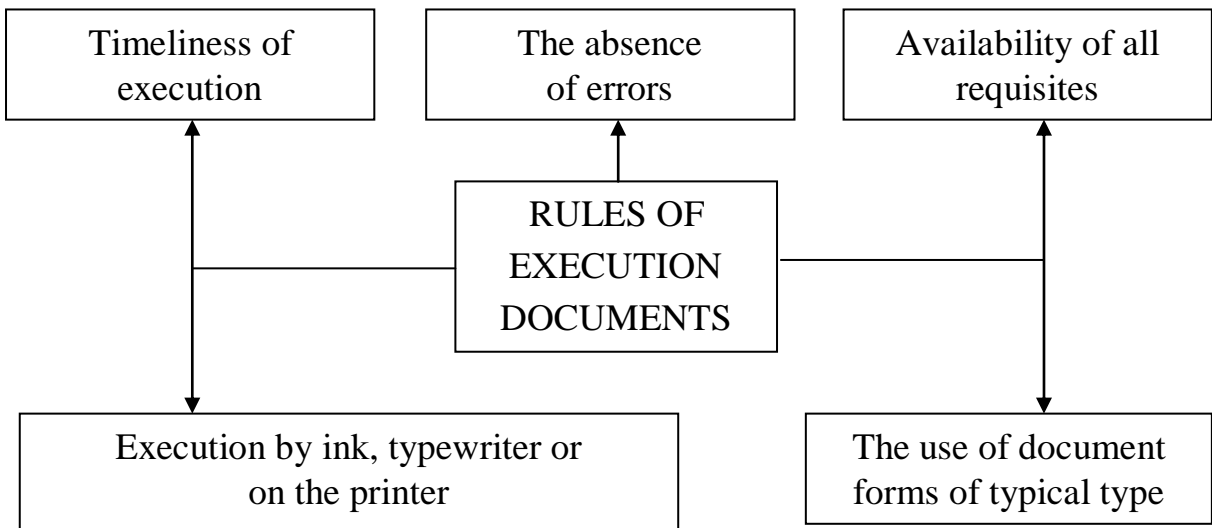 Timeliness of
execution
The absence
of errors
Availability of all
requisites
RULES OF
EXECUTION
DOCUMENTS
Execution by ink, typewriter or
on the printer
The use of document
forms of typical type